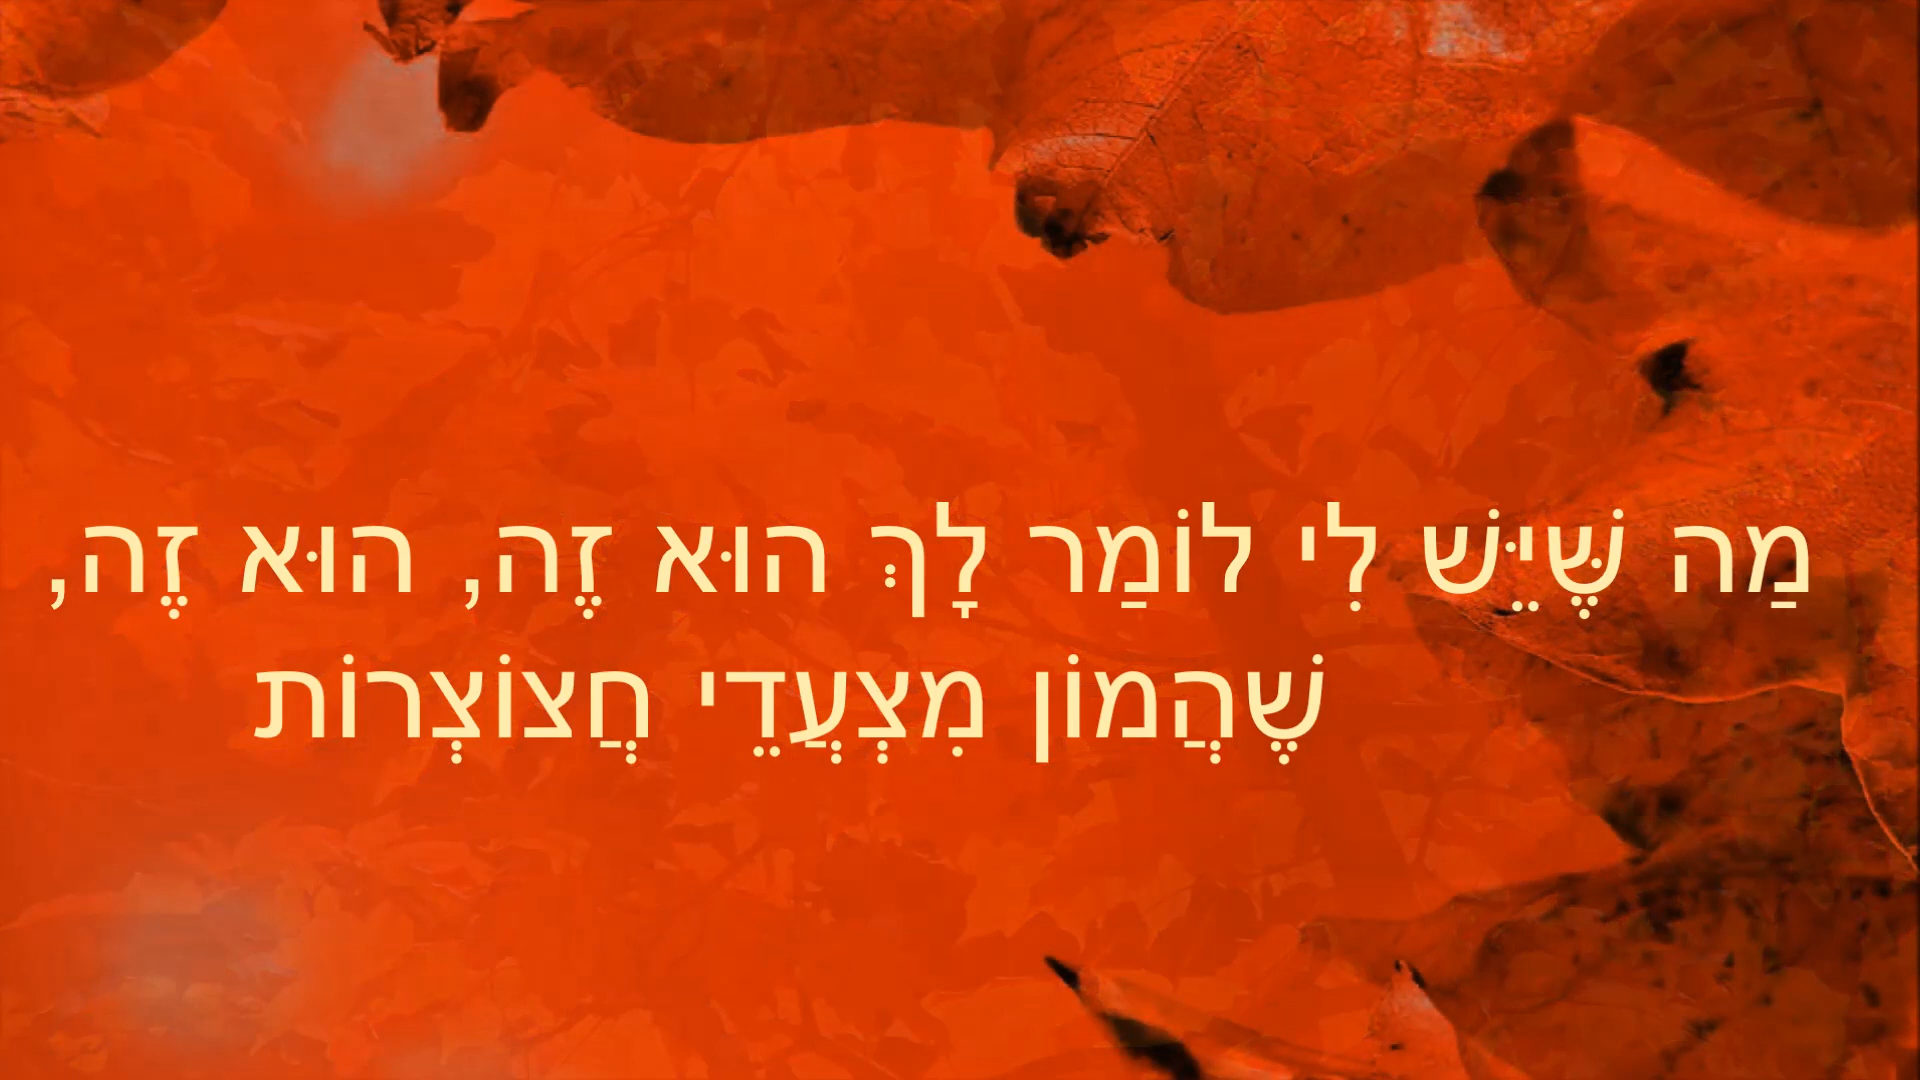 מַה שֶּׁיֵּשׁ לִי לוֹמַר לָךְ הוּא זֶה, הוּא זֶה,
שֶׁהֲמוֹן מִצְעֲדֵי חֲצוֹצְרוֹת